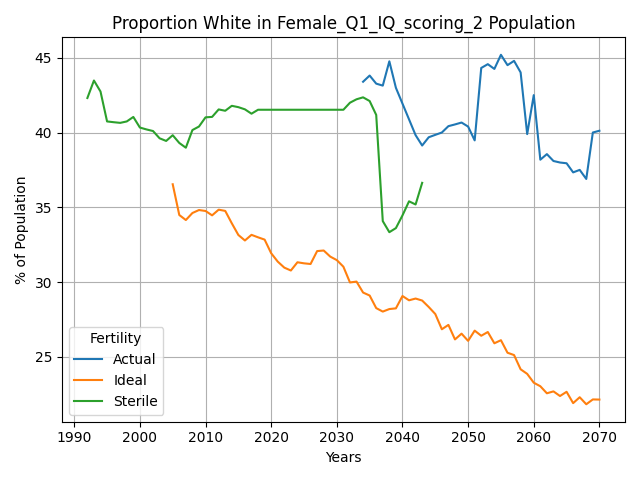 Proportion White in Female_Q1_IQ_scoring_2 Population
% of Population
45
40
35
30
25
Fertility
Actual
Ideal
Sterile
1990 2000 2010 2020 2030 2040 2050 2060 2070
Years